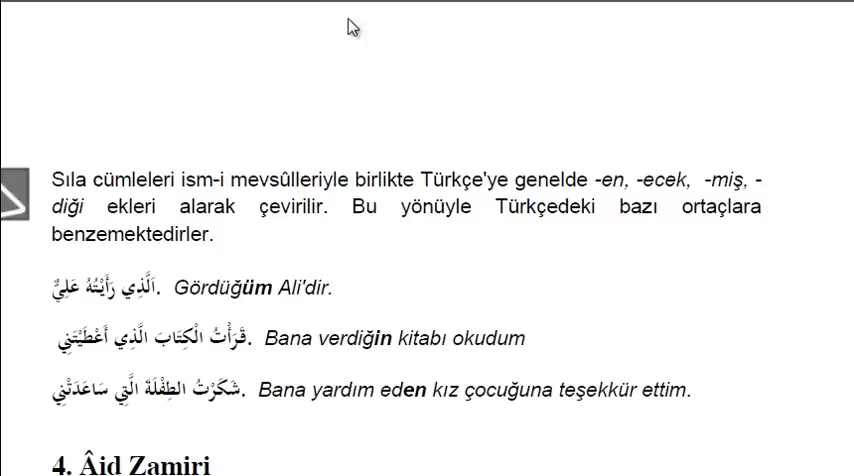 Sıla cümleleri ism-i mevsûlleriyle birlikte Türkçe'ye genelde -en, -ecek, -miş, -
diği ekleri alarak çevirilir. Bu yönüyle Türkçedeki bazı ortaçlara
benzemektedirler.
اَلَّذِي رَأَيْتُهُ عَلِيٌّ. Gördüğüm Ali'dir.
قَرَأْتُ الْكِتَابَ الَّذِي أَعْطَيْتَنِي. Bana verdiğin kitabı okudum
شَكَرْتُ الطِفْلَةَ الَّتِي سَاعَدَتْنِي. Bana yardım eden kız çocuğuna teşekkür ettim.
4. Âid Zamiri